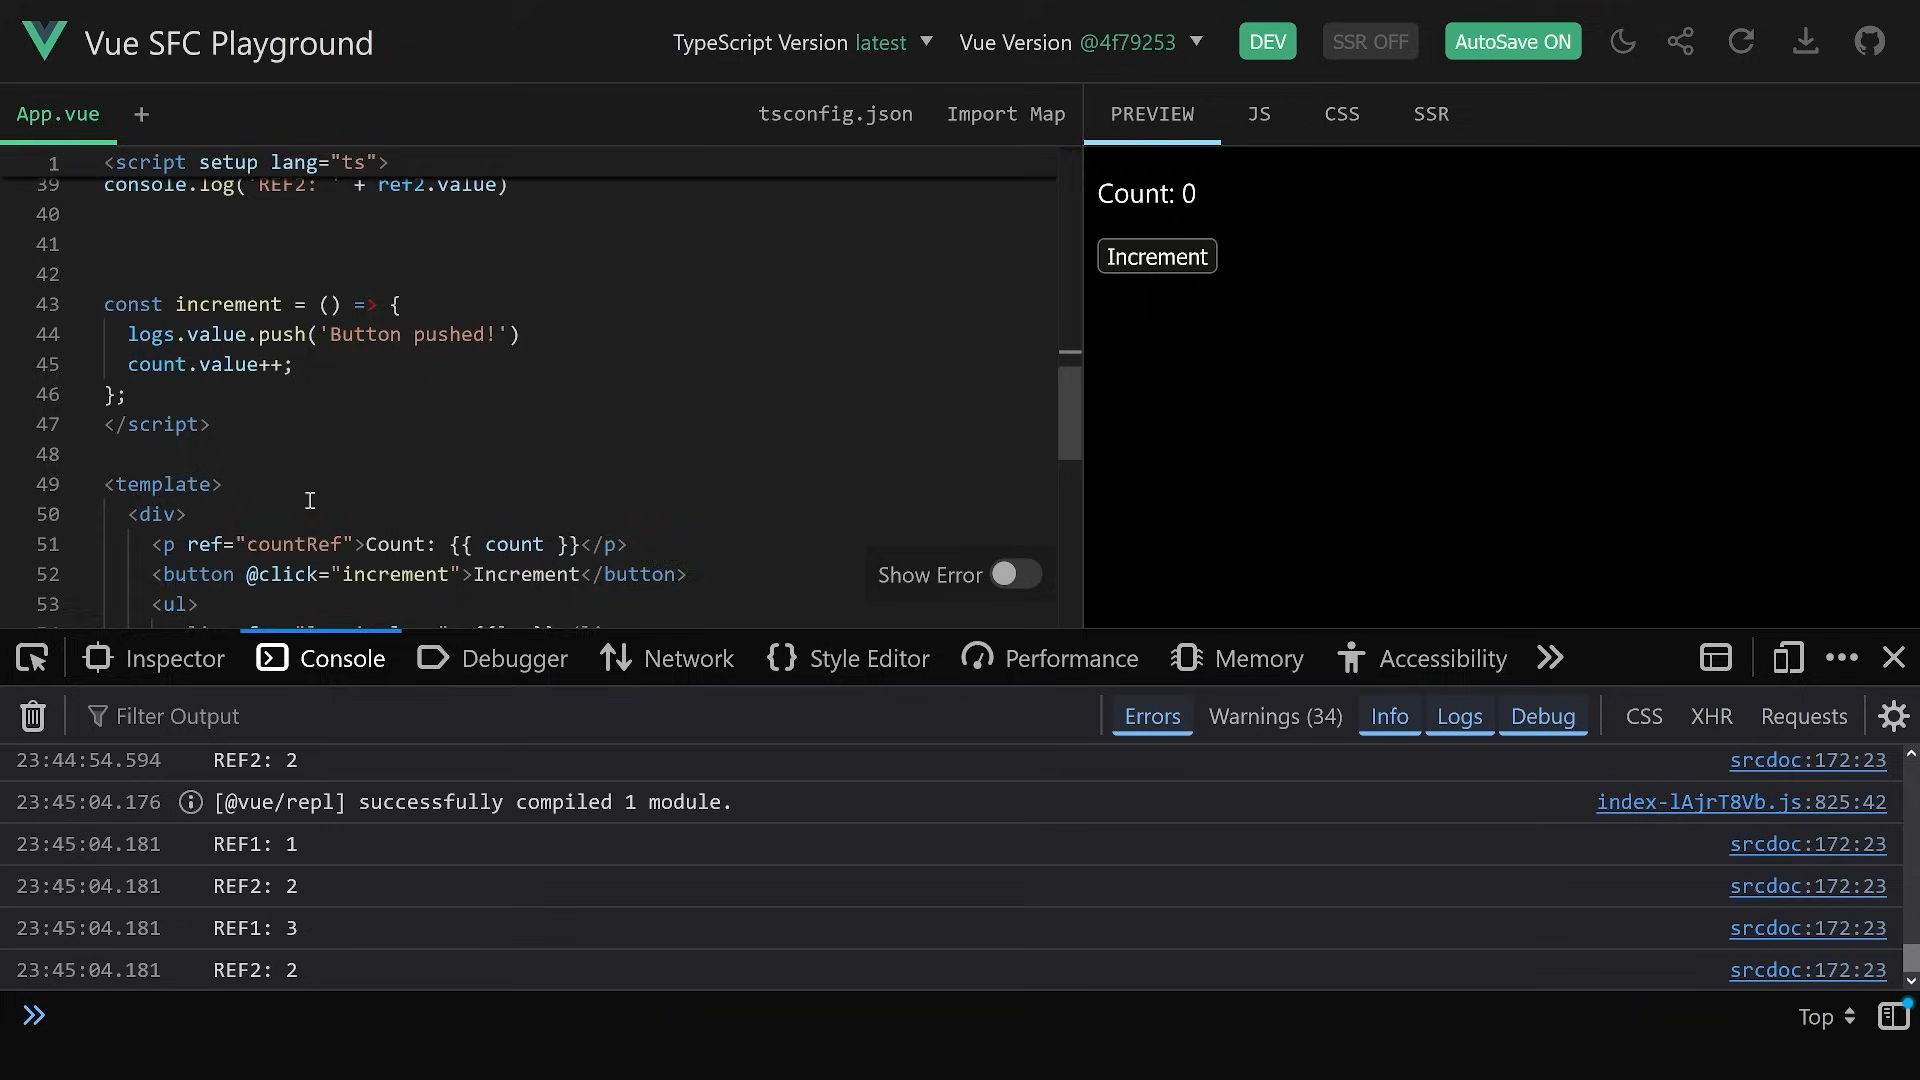 Vue SFC Playground
TypeScript Version latest
Vue Version @4f79253
DEV
SSR OFF
AutoSave ON
App.vue
+
tsconfig.json
Import Map
PREVIEW
JS
CSS
SSR
1 <script setup lang="ts">
39 console.log('REF2: ' + ref2.value)
40
41
42
43 const increment = () => {
44 logs.value.push('Button pushed!')
45 count.value++;
46 };
47 </script>
48
49 <template>
50 <div>
51 <p ref="countRef">Count: {{ count }}</p>
52 <button @click="increment">Increment</button>
53 <ul>
Show Error
Count: 0
Increment
Inspector
Console
Debugger
Network
{} Style Editor
Performance
Memory
Accessibility
Filter Output
Errors
Warnings (34)
Info
Logs
Debug
CSS
XHR
Requests
23:44:54.594 REF2: 2 srcdoc:172:23
23:45:04.176 [@vue/repl] successfully compiled 1 module. index-lAjrT8Vb.js:825:42
23:45:04.181 REF1: 1 srcdoc:172:23
23:45:04.181 REF2: 2 srcdoc:172:23
23:45:04.181 REF1: 3 srcdoc:172:23
23:45:04.181 REF2: 2 srcdoc:172:23
Top